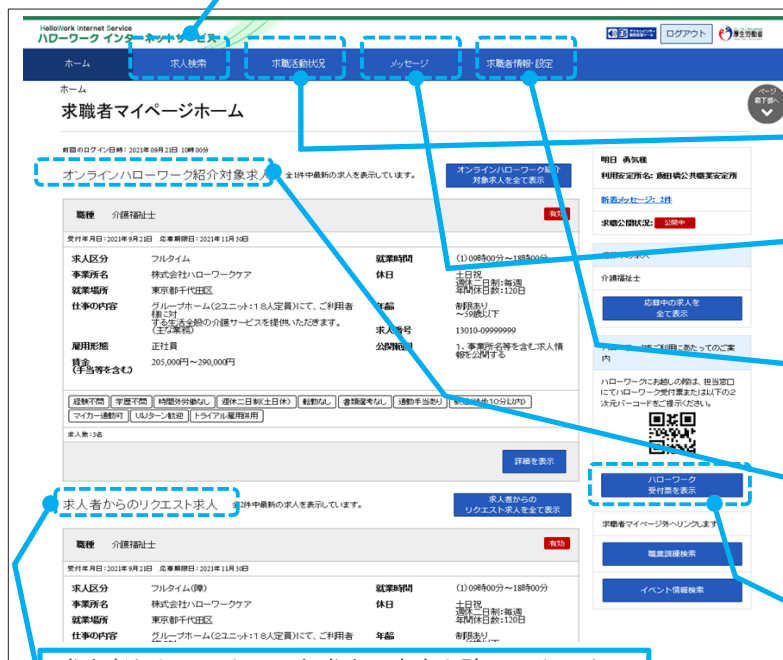 HelloWork Internet Service
ハローワーク インターネットサービス
ログアウト
厚生労働省
ホーム 求人検索 求職活動状況 メッセージ 求職者情報・設定
ホーム
求職者マイページホーム
ページ
最下部へ
前回のログイン日時：2021年09月21日 10時00分
オンラインハローワーク紹介対象求人 全1件中最新の求人を表示しています。
オンラインハローワーク紹介
対象求人を全て表示
職種 介護福祉士 有効
受付年月日：2021年9月21日 応募期限日：2021年11月30日
求人区分 フルタイム
事業所名 株式会社ハローワークケア
就業場所 東京都千代田区
仕事の内容 グループホーム(2ユニット：18人定員)にて、ご利用者
様に対
する生活全般の介護サービスを提供いただきます。
(主な業務)
雇用形態 正社員
賃金 205,000円～290,000円
(手当等を含む)
就業時間 (1)09時00分～18時00分
休日 土日祝
週休二日制：毎週
年間休日数：120日
年齢 制限あり
～59歳以下
求人番号 13010-09999999
公開範囲 1．事業所名等を含む求人情
報を公開する
経験不問 学歴不問 時間外労働なし 週休二日制(土日休) 転勤なし 書類選考なし 通勤手当あり
マイカー通勤可 UIJターン歓迎 トライアル雇用併用
求人数：3名
詳細を表示
求人者からのリクエスト求人 全2件中最新の求人を表示しています。
求人者からの
リクエスト求人を全て表示
職種 介護福祉士 有効
受付年月日：2021年9月21日 応募期限日：2021年11月30日
求人区分 フルタイム(障)
事業所名 株式会社ハローワークケア
就業場所 東京都千代田区
仕事の内容 グループホーム(2ユニット：18人定員)にて、ご利用者
就業時間 (1)09時00分～18時00分
休日 土日祝
週休二日制：毎週
年間休日数：120日
年齢 制限あり
明日 勇気様
利用安定所名：飯田橋公共職業安定所
新着メッセージ：2件
求職公開状況： 公開中
介護福祉士
応募中の求人を
全て表示
ご利用にあたってのご案
内
ハローワークにお越しの際は、担当窓口
にてハローワーク受付票または以下の2
次元バーコードをご提示ください。
ハローワーク
受付票を表示
求職者マイページ外へリンクします
職業訓練検索
イベント情報検索